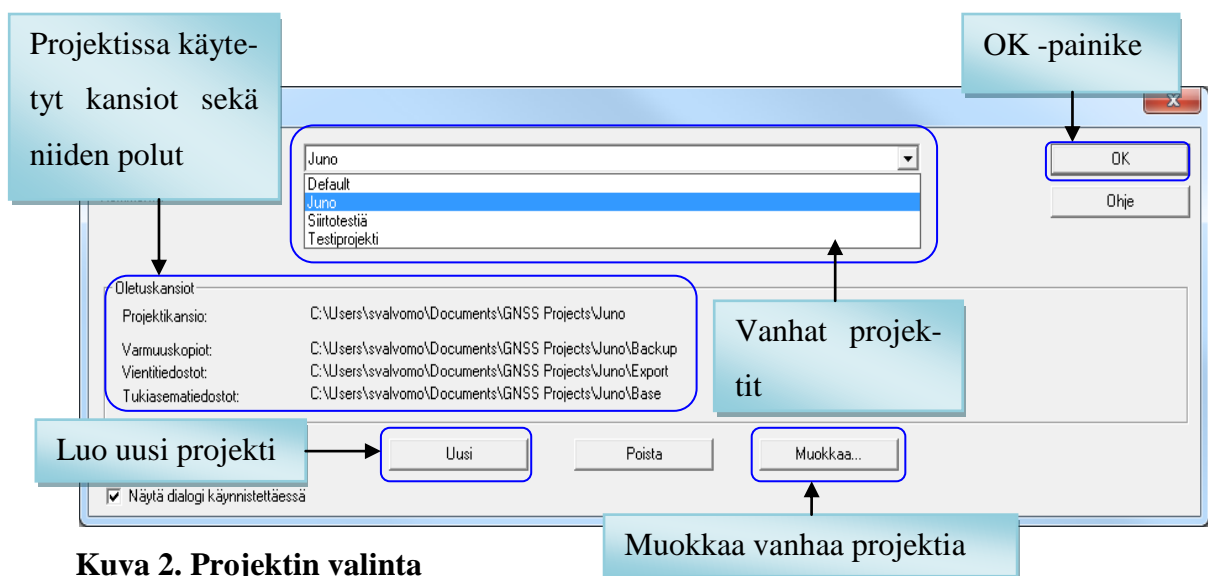 Projektissa käyte-
tyt kansiot sekä
niiden polut
OK -painike
Juno
OK
Default
Juno
Siirtotestiä
Testiprojekti
Ohje
Oletuskansiot
Projektikansio: C:\Users\svalvomo\Documents\GNSS Projects\Juno
Varmuuskopiot: C:\Users\svalvomo\Documents\GNSS Projects\Juno\Backup
Vientitiedostot: C:\Users\svalvomo\Documents\GNSS Projects\Juno\Export
Tukiasematiedostot: C:\Users\svalvomo\Documents\GNSS Projects\Juno\Base
Vanhat projek-
tit
Luo uusi projekti
Uusi
Poista
Muokkaa...
Näytä dialogi käynnistettäessä
Muokkaa vanhaa projektia
Kuva 2. Projektin valinta